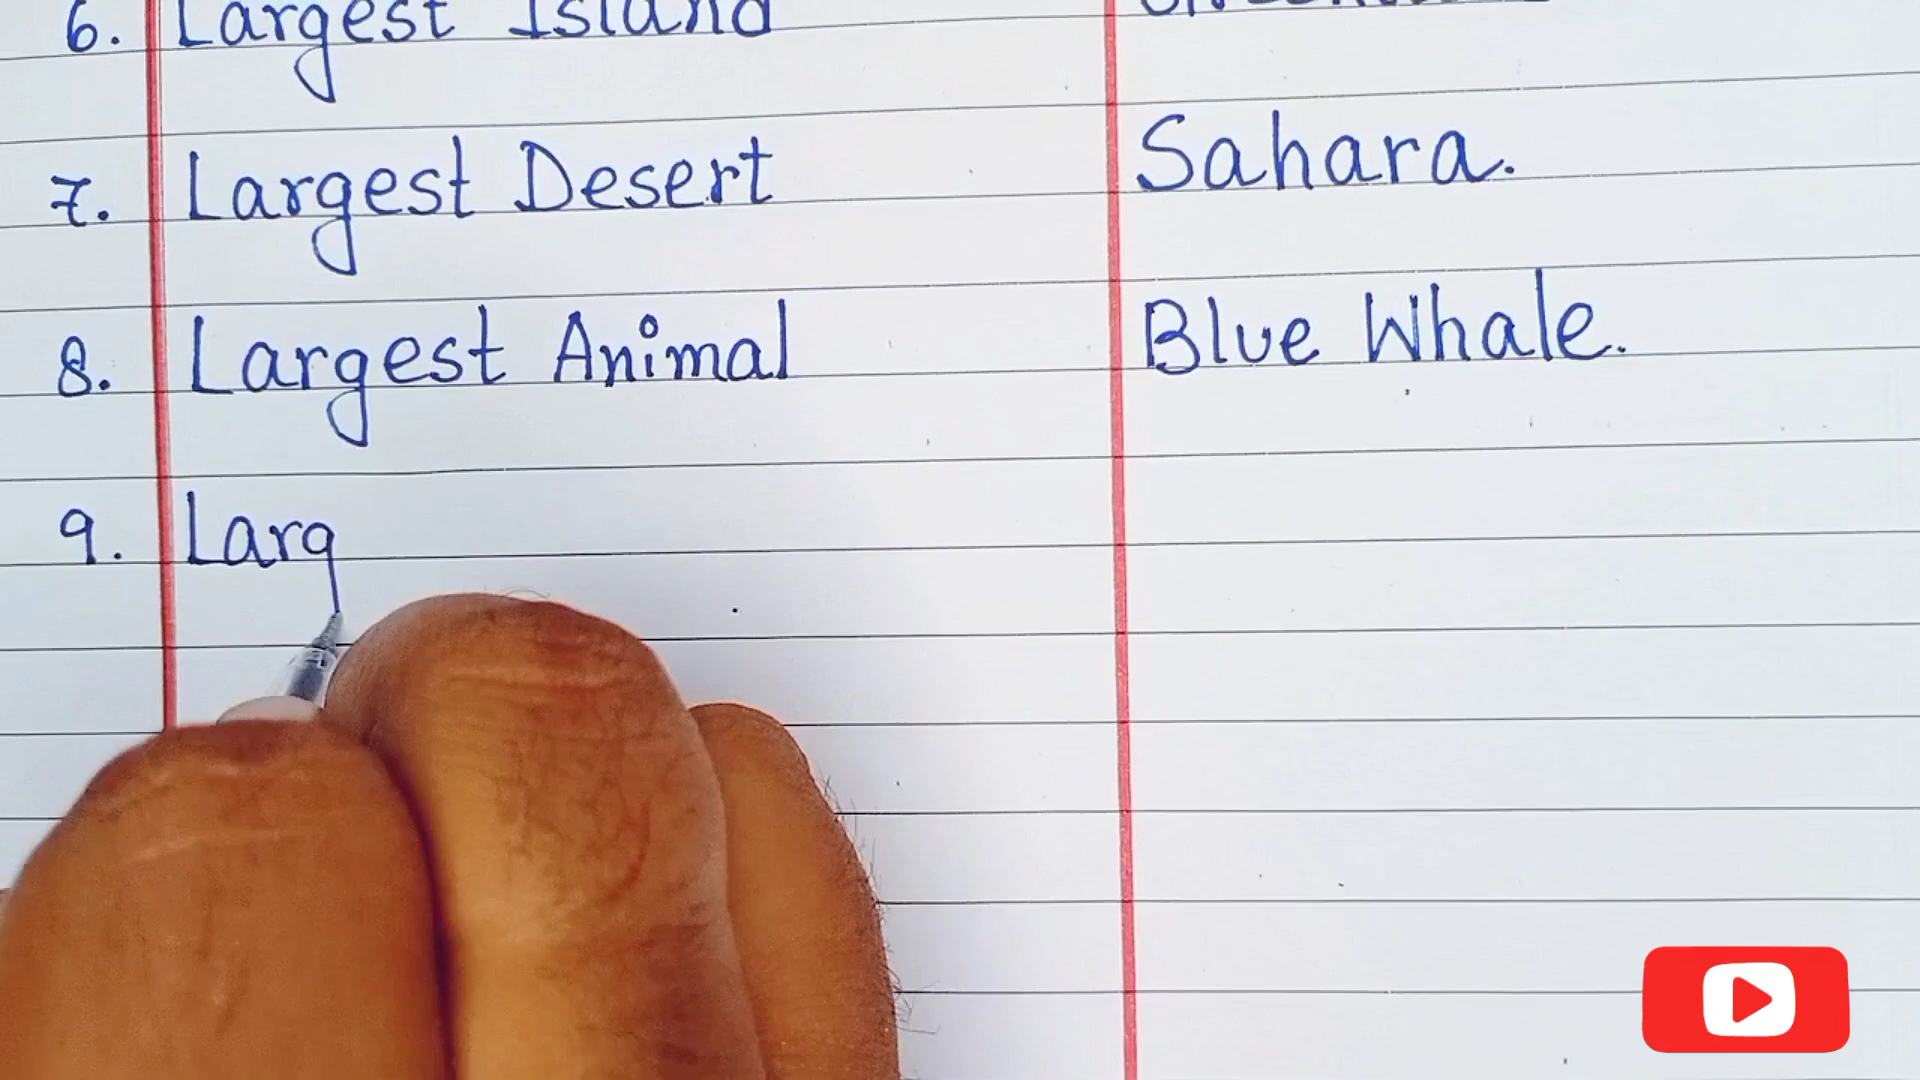 6. Largest Island
7. Largest Desert Sahara.
8. Largest Animal Blue Whale.
9. Larg